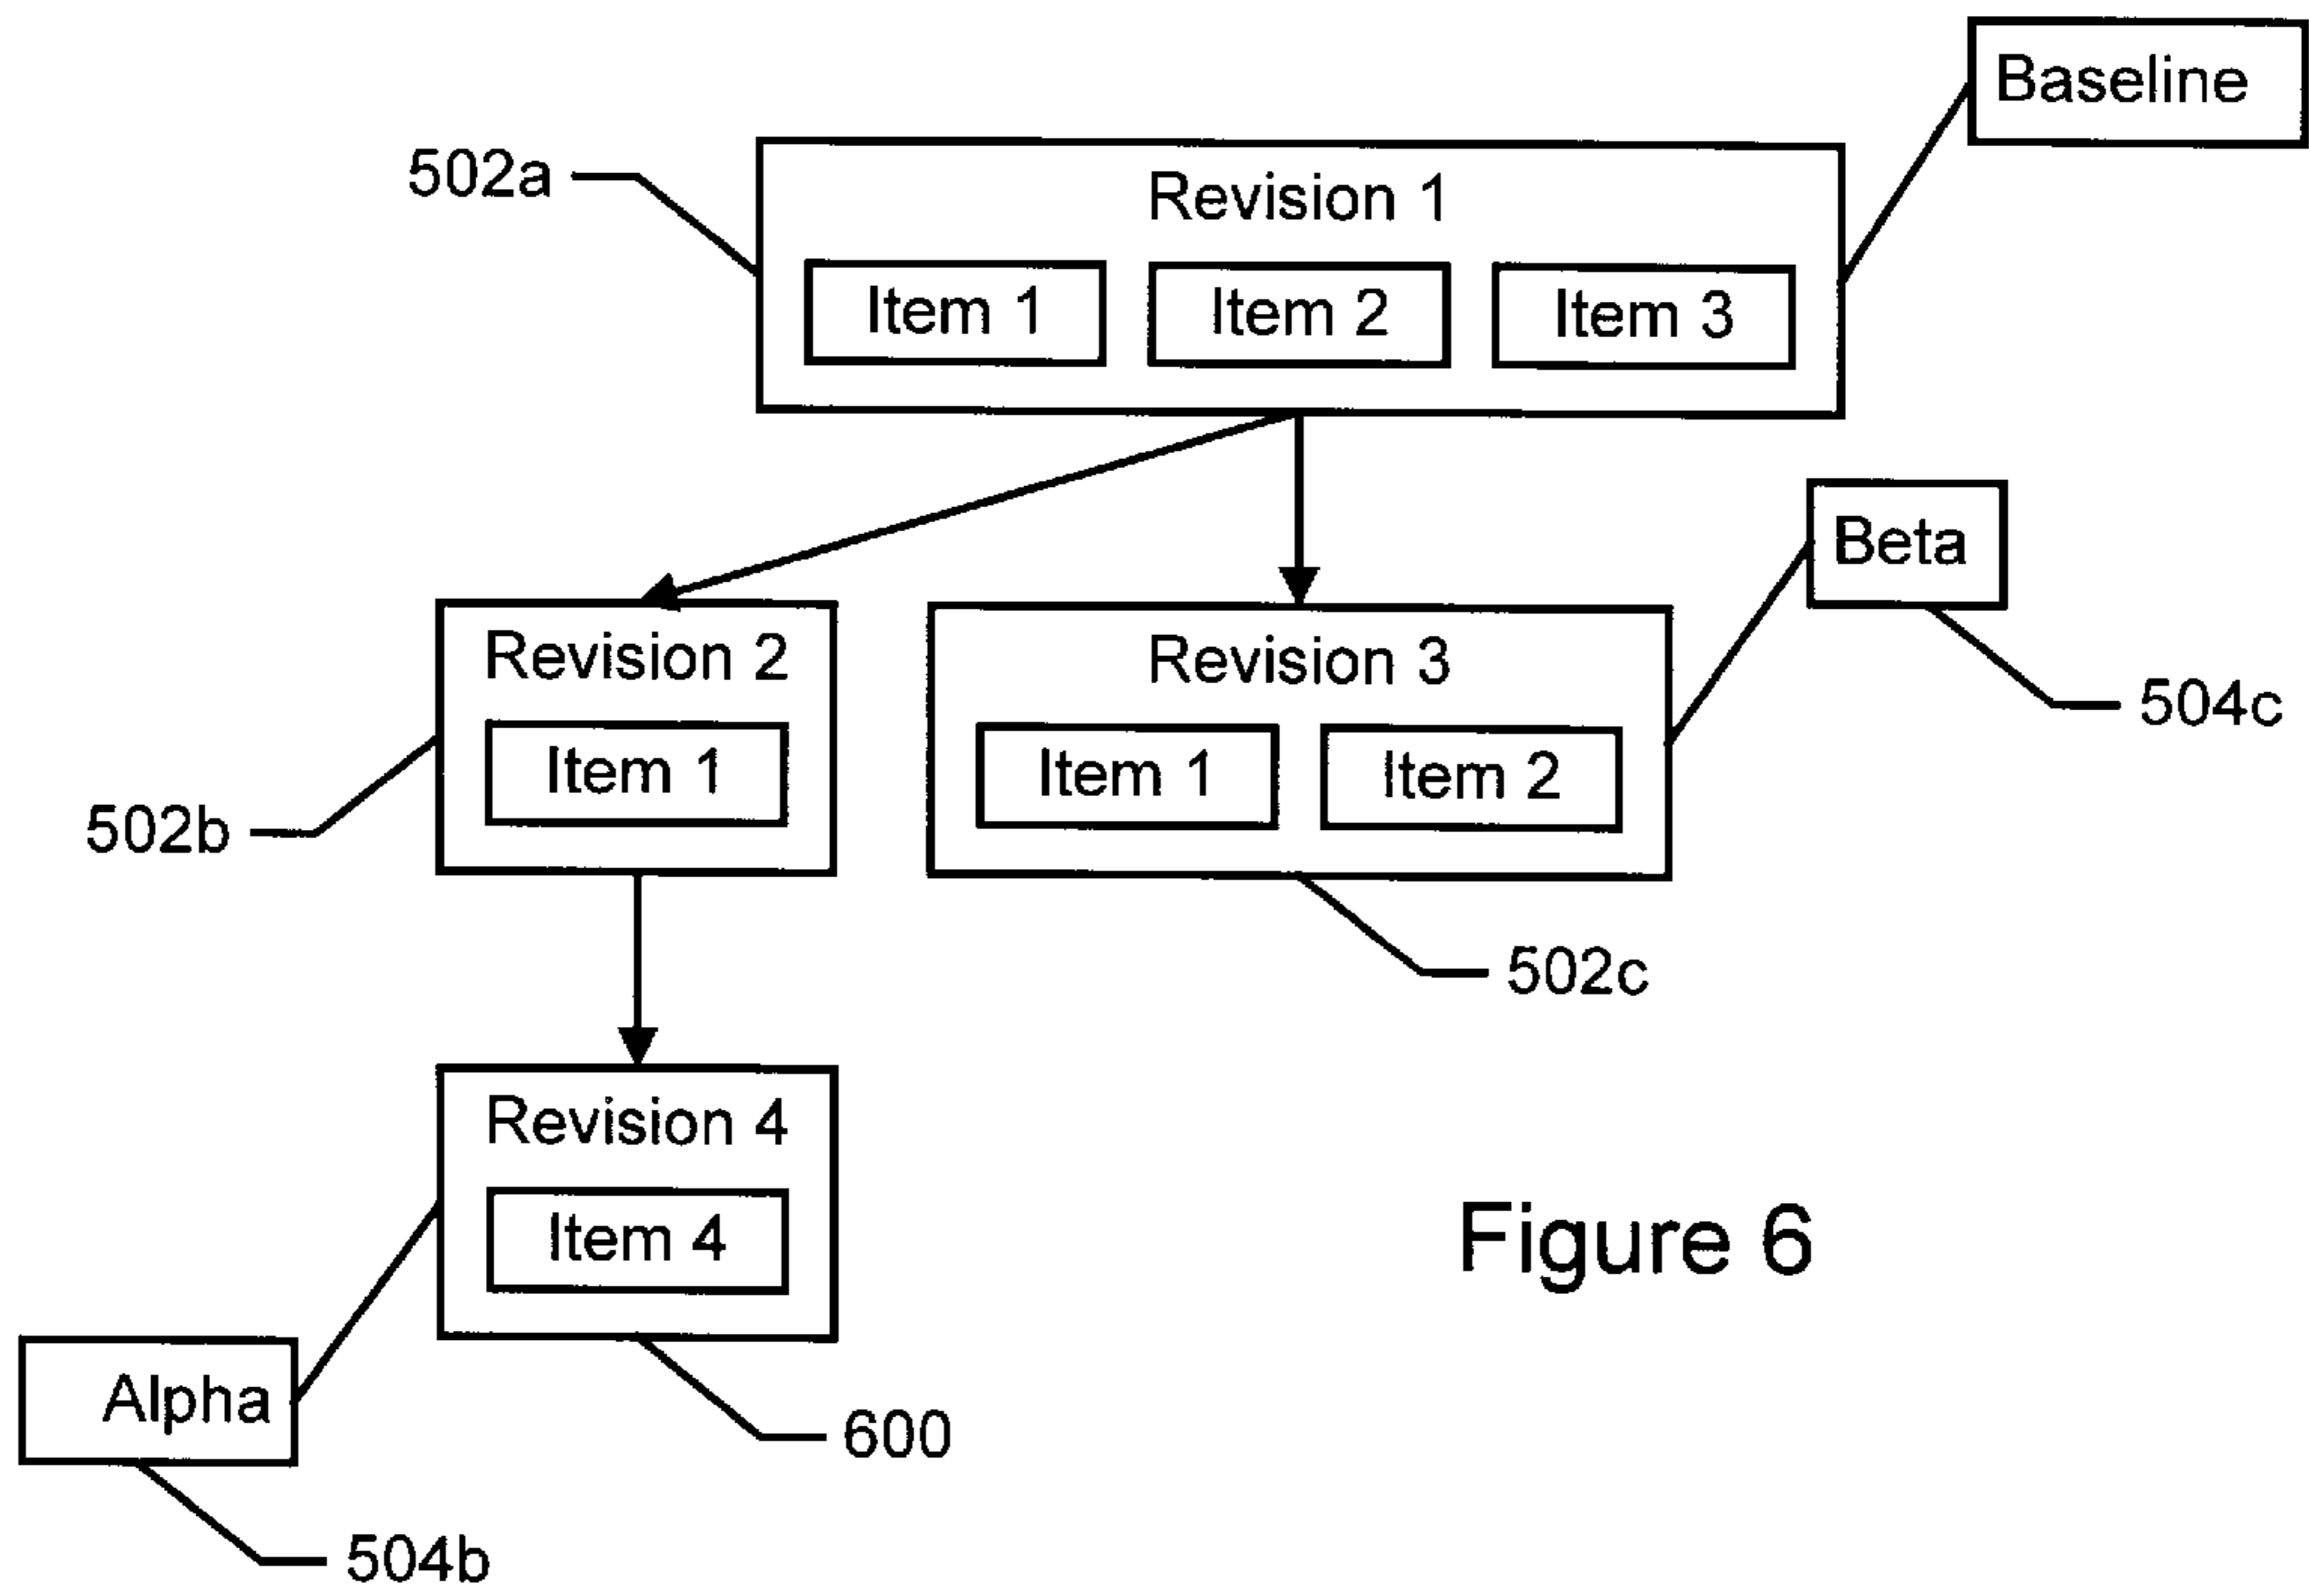 Baseline
502a
Revision 1
Item 1 Item 2 Item 3
Beta
504c
Revision 2
Item 1
502b
Revision 3
Item 1 Item 2
502c
Revision 4
Item 4
600
Alpha
504b
Figure 6